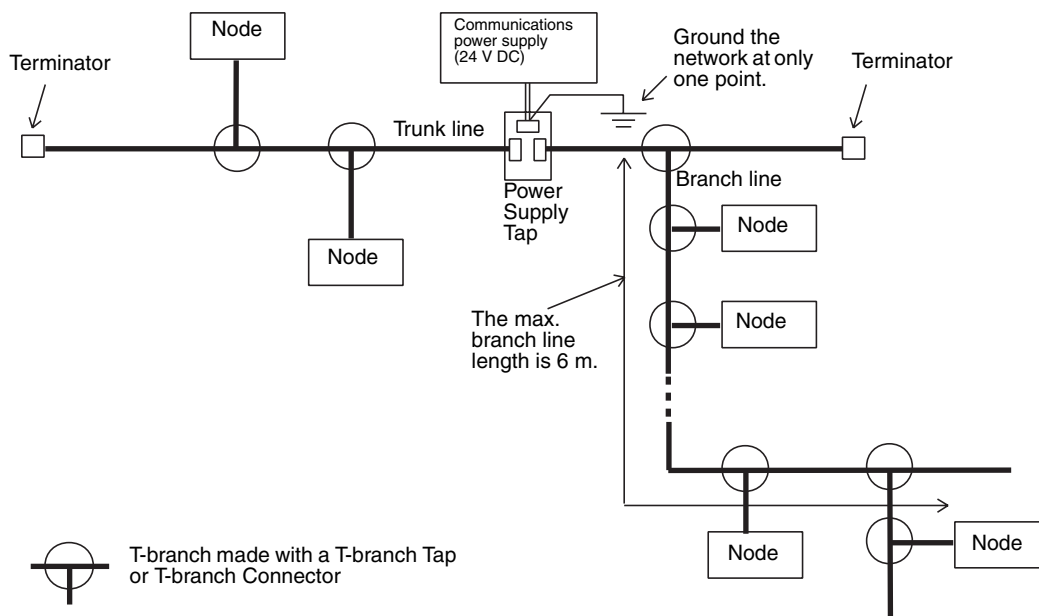 Node
Communications
power supply
(24 V DC)
Ground the
network at only
one point.
Terminator
Terminator
Trunk line
Power
Supply
Tap
Branch line
Node
Node
Node
The max.
branch line
length is 6 m.
Node
Node
T-branch made with a T-branch Tap
or T-branch Connector